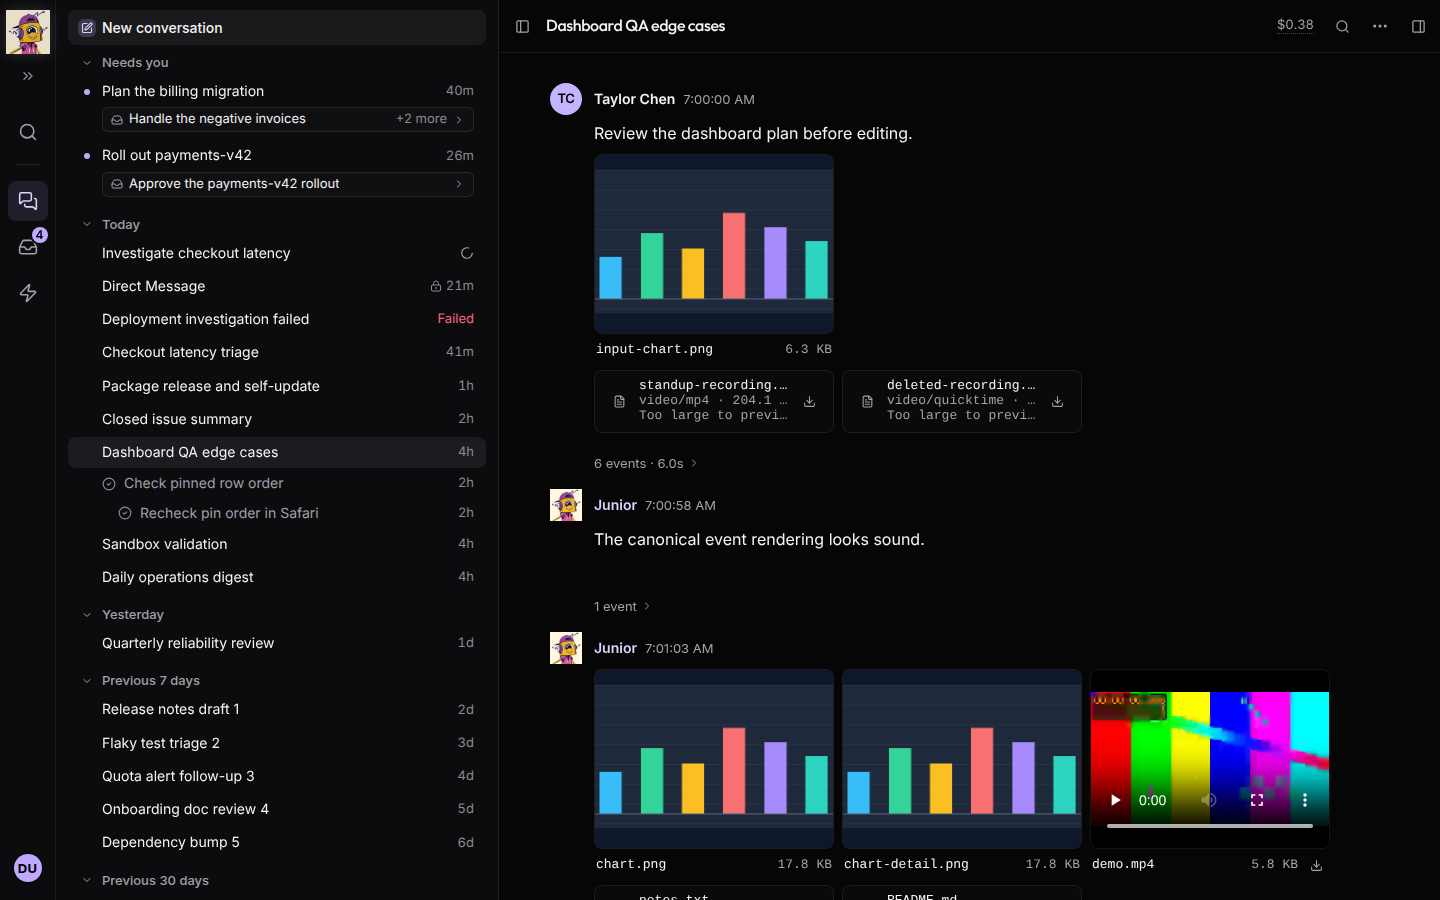 New conversation
Needs you
Plan the billing migration 40m
Handle the negative invoices +2 more
Roll out payments-v42 26m
Approve the payments-v42 rollout
Today
Investigate checkout latency
Direct Message 21m
Deployment investigation failed Failed
Checkout latency triage 41m
Package release and self-update 1h
Closed issue summary 2h
Dashboard QA edge cases 4h
Check pinned row order 2h
Recheck pin order in Safari 2h
Sandbox validation 4h
Daily operations digest 4h
Yesterday
Quarterly reliability review 1d
Previous 7 days
Release notes draft 1 2d
Flaky test triage 2 3d
Quota alert follow-up 3 4d
Onboarding doc review 4 5d
Dependency bump 5 6d
Previous 30 days
4
DU
Dashboard QA edge cases $0.38
TC Taylor Chen 7:00:00 AM
Review the dashboard plan before editing.
input-chart.png 6.3 KB
standup-recording.…
video/mp4 · 204.1 …
Too large to previ…
deleted-recording.…
video/quicktime · …
Too large to previ…
6 events · 6.0s
Junior 7:00:58 AM
The canonical event rendering looks sound.
1 event
Junior 7:01:03 AM
0:00
chart.png 17.8 KB
chart-detail.png 17.8 KB
demo.mp4 5.8 KB
notes.txt
README.md